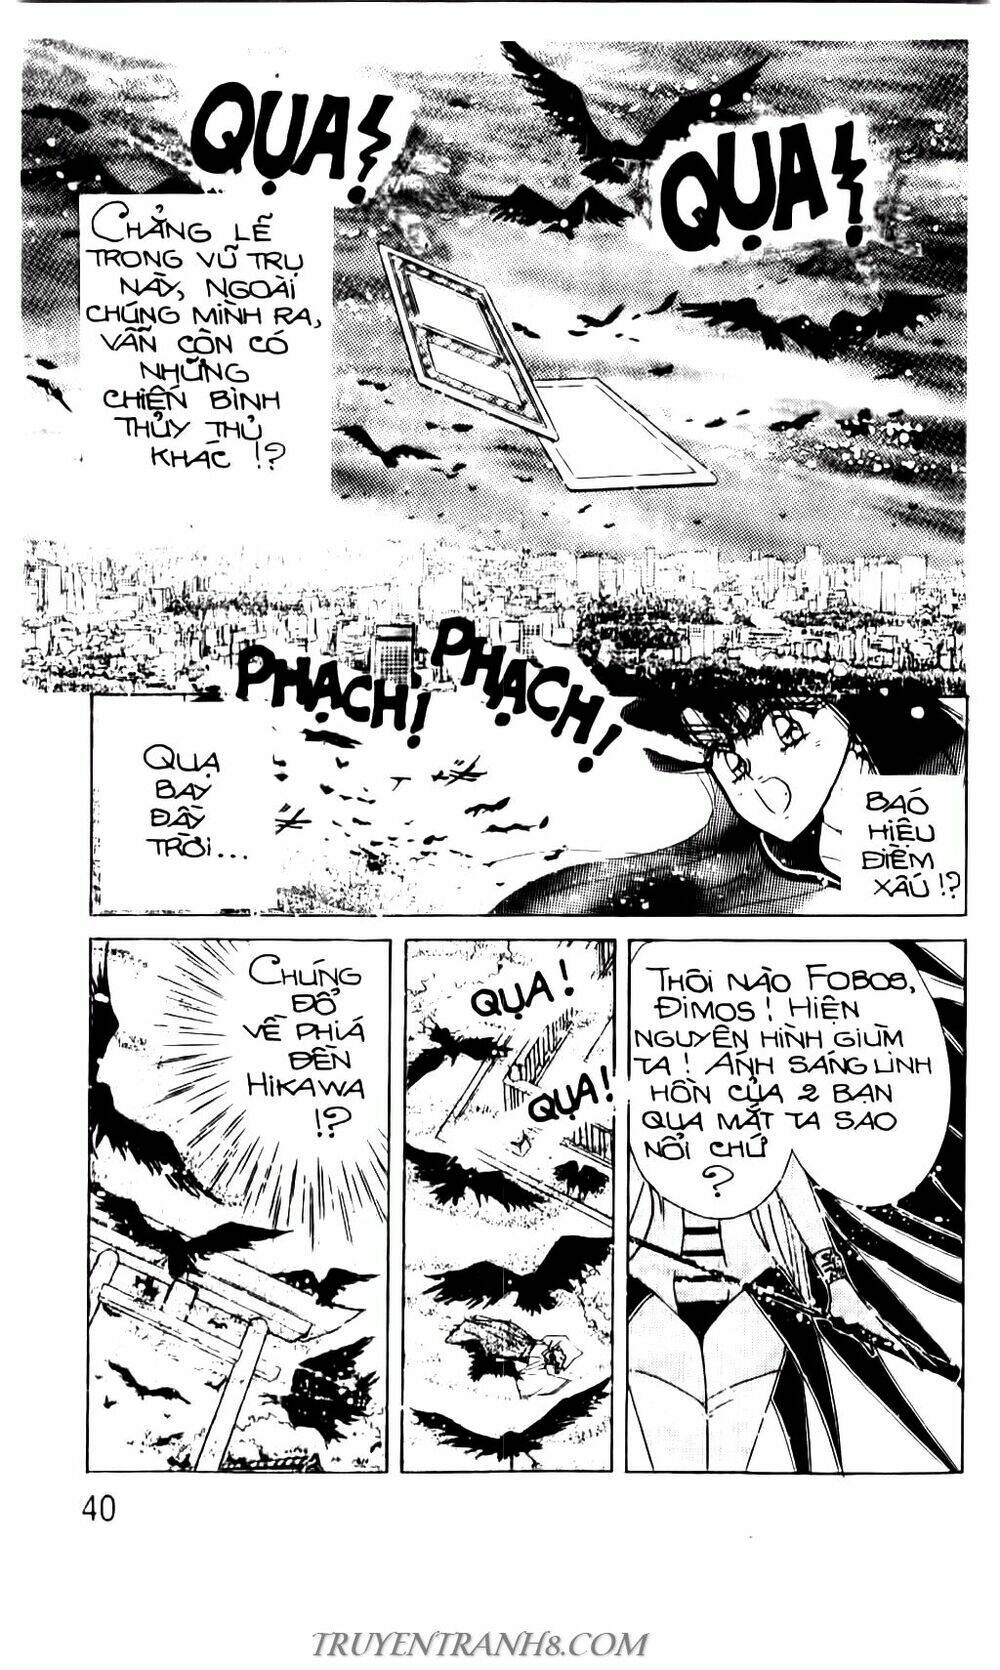 QUẠ!
QUẠ!
CHẲNG LẼ
TRONG VŨ TRỤ
NÀY, NGOÀI
CHÚNG MÌNH RA,
VẪN CÒN CÓ
NHỮNG
CHIẾN BINH
THỦY THỦ
KHÁC !?
PHẠCH!
PHẠCH!
QUẠ
BAY
ĐẦY
TRỜI...
BÁO
HIỆU
ĐIỀM
XẤU !?
CHÚNG
ĐỔ
VỀ PHIÁ
ĐỀN
HIKAWA
!?
QUẠ!
QUẠ!
THÔI NÀO FOBOS,
ĐIMOS! HIỆN
NGUYÊN HÌNH GIÙM
TA! ÁNH SÁNG LINH
HỒN CỦA 2 BẠN
QUA MẮT TA SAO
NỔI CHỨ
?
40
TRUYENTRANH8.COM